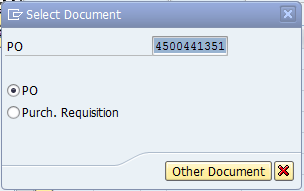 Select Document
PO 4500441351
PO
Purch. Requisition
Other Document